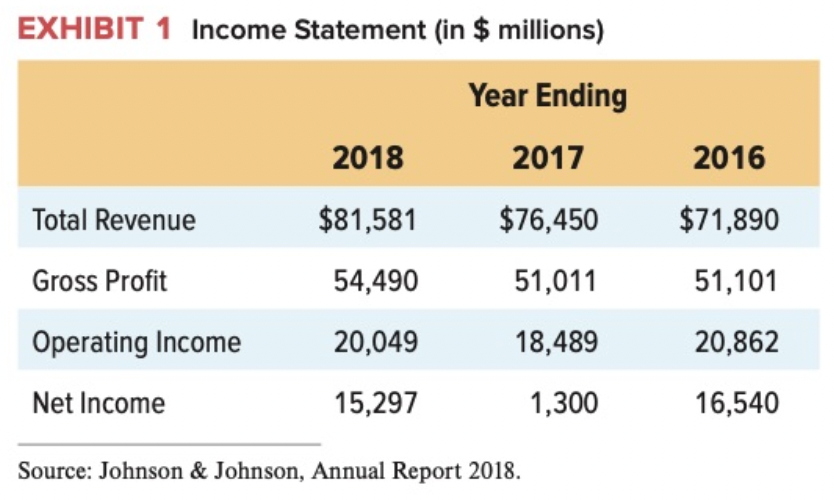 EXHIBIT 1 Income Statement (in $ millions)
Year Ending
2018 2017 2016
Total Revenue $81,581 $76,450 $71,890
Gross Profit 54,490 51,011 51,101
Operating Income 20,049 18,489 20,862
Net Income 15,297 1,300 16,540
Source: Johnson & Johnson, Annual Report 2018.